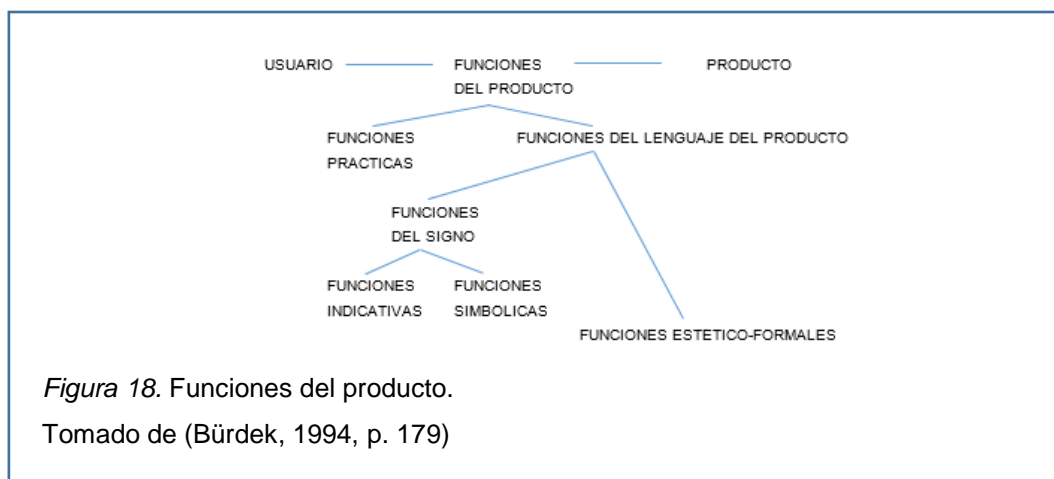 USUARIO FUNCIONES PRODUCTO
DEL PRODUCTO
FUNCIONES FUNCIONES DEL LENGUAJE DEL PRODUCTO
PRACTICAS
FUNCIONES
DEL SIGNO
FUNCIONES FUNCIONES
INDICATIVAS SIMBOLICAS
FUNCIONES ESTETICO-FORMALES
Figura 18. Funciones del producto.
Tomado de (Bürdek, 1994, p. 179)